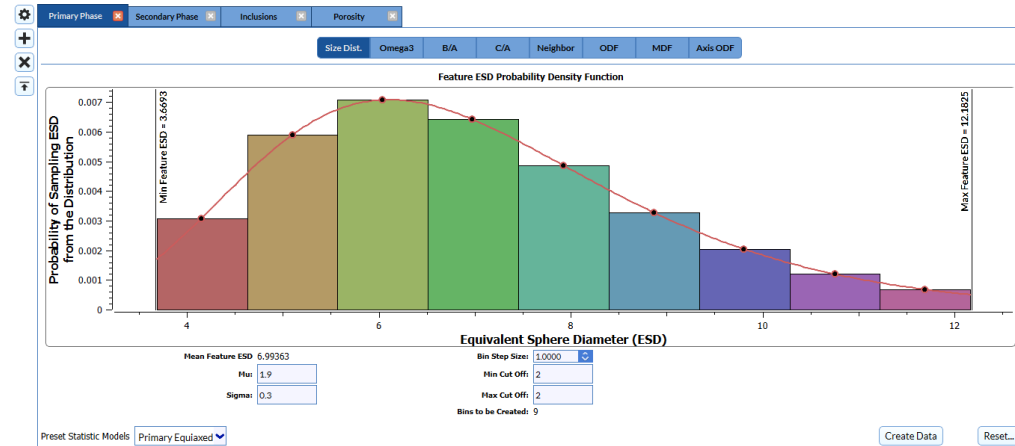 Primary Phase Secondary Phase Inclusions Porosity
Size Dist. Omega3 B/A C/A Neighbor ODF MDF Axis ODF
Feature ESD Probability Density Function
Probability of Sampling ESD
from the Distribution
0.007
0.006
0.005
0.004
0.003
0.002
0.001
0
Min Feature ESD = 3.6693
Max Feature ESD = 12.1825
4 6 8 10 12
Equivalent Sphere Diameter (ESD)
Mean Feature ESD 6.99363 Bin Step Size: 1.0000
Mu: 1.9 Min Cut Off: 2
Sigma: 0.3 Max Cut Off: 2
Bins to be Created: 9
Preset Statistic Models Primary Equiaxed Create Data Reset...